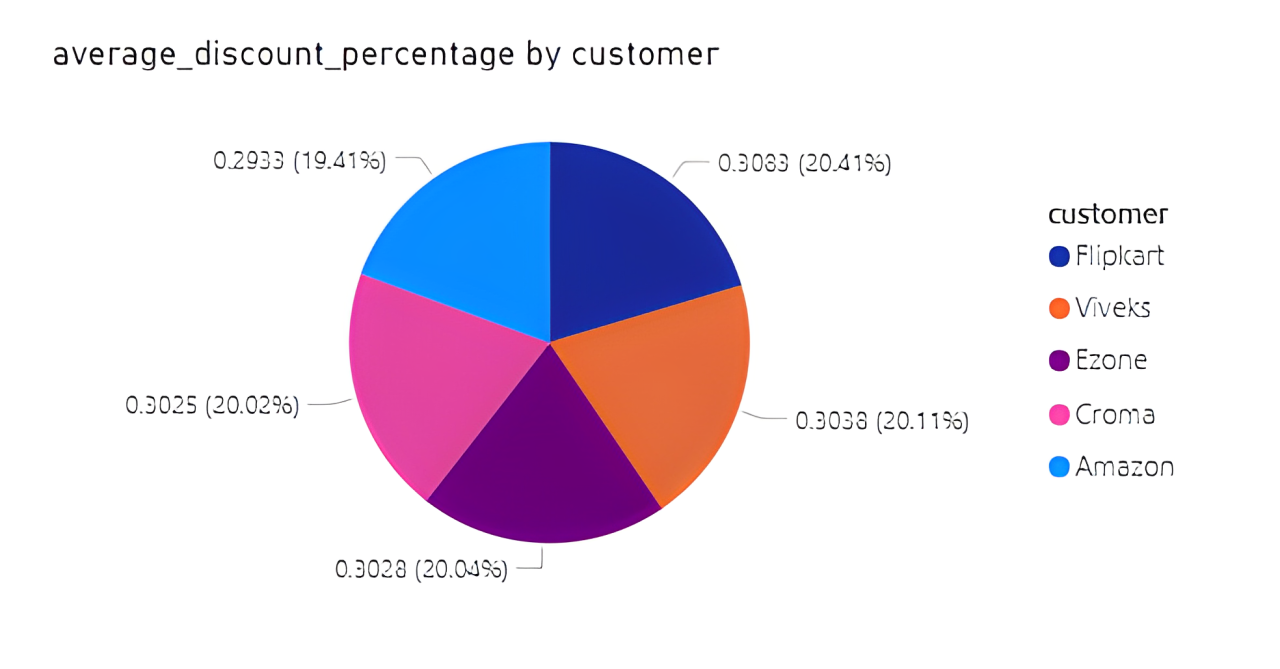 average_discount_percentage by customer
0.2933 (19.41%)
0.3083 (20.41%)
customer
Flipkart
Viveks
Ezone
Croma
Amazon
0.3025 (20.02%)
0.3038 (20.11%)
0.3028 (20.04%)